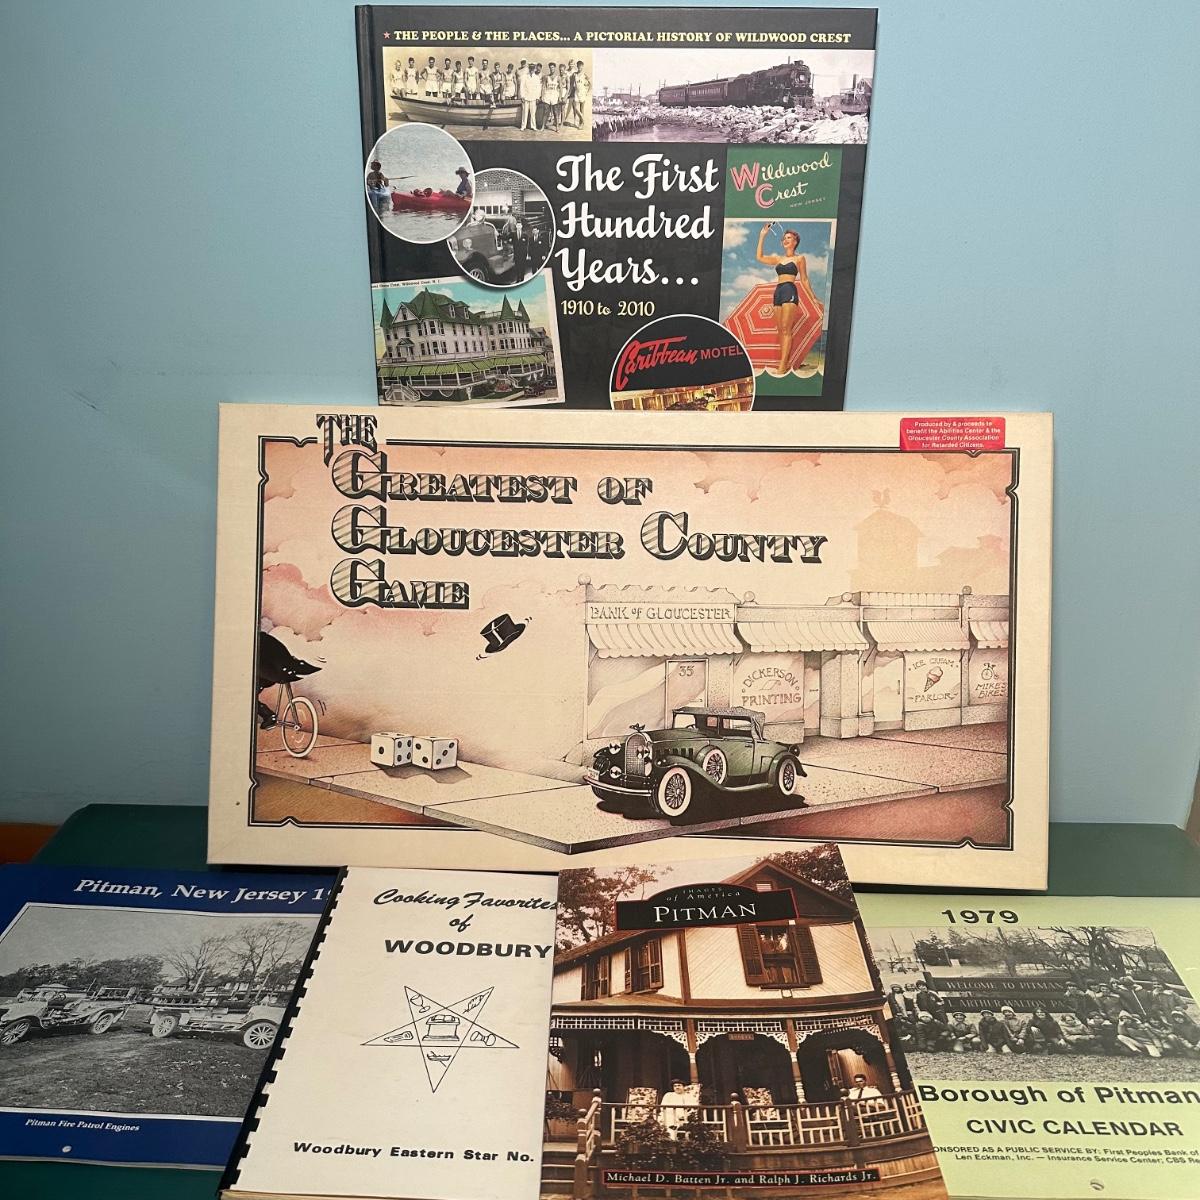 ★ THE PEOPLE & THE PLACES... A PICTORIAL HISTORY OF WILDWOOD CREST
The First
Hundred
Years...
1910 to 2010
Wildwood
Crest
NEW JERSEY
Wildwood Crest, N. J.
Caribbean MOTEL
THE
GREATEST OF
GLOUCESTER COUNTY
GAME
Produced by & proceeds to
benefit the Abilities Center & the
Gloucester County Association
for Retarded Citizens.
BANK OF GLOUCESTER
35
DICKERSON
PRINTING
ICE CREAM
PARLOR
MIKE'S
BIKES
Pitman, New Jersey
Pitman Fire Patrol Engines
Cooking Favorites
of
WOODBURY
Woodbury Eastern Star No.
IMAGES
of America
PITMAN
Michael D. Batten Jr. and Ralph J. Richards Jr.
1979
WELCOME TO PITMAN
ARTHUR WALTON
Borough of Pitman
CIVIC CALENDAR
ONSORED AS A PUBLIC SERVICE BY: First Peoples Bank of
Len Eckman, Inc. — Insurance Service Center, CBS